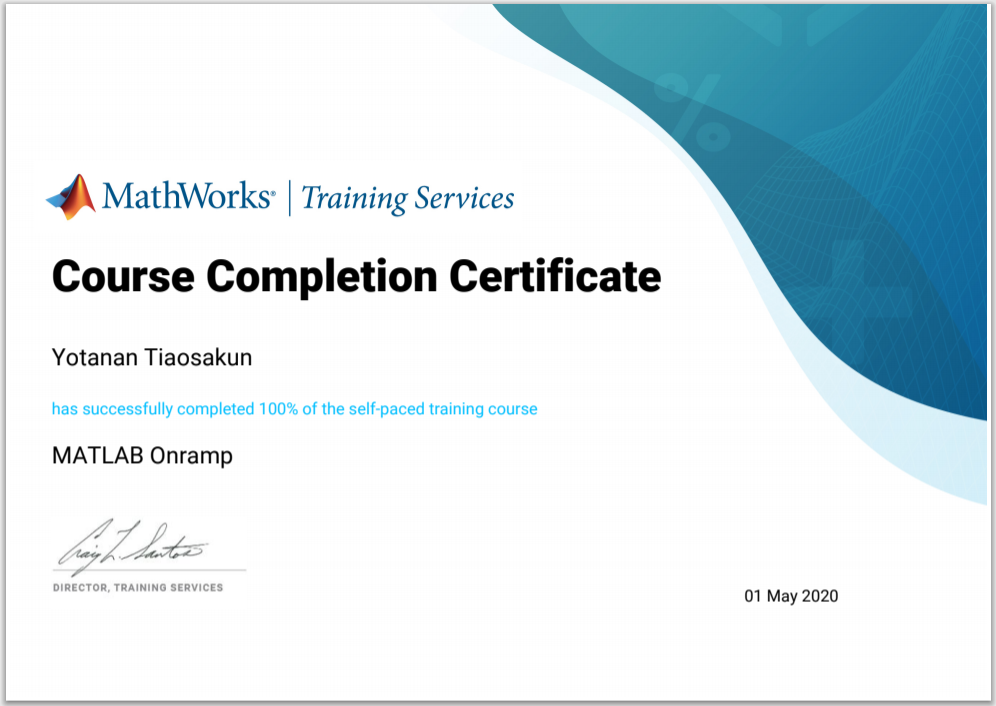 MathWorks® | Training Services
Course Completion Certificate
Yotanan Tiaosakun
has successfully completed 100% of the self-paced training course
MATLAB Onramp
Craig L. Santos
DIRECTOR, TRAINING SERVICES
01 May 2020